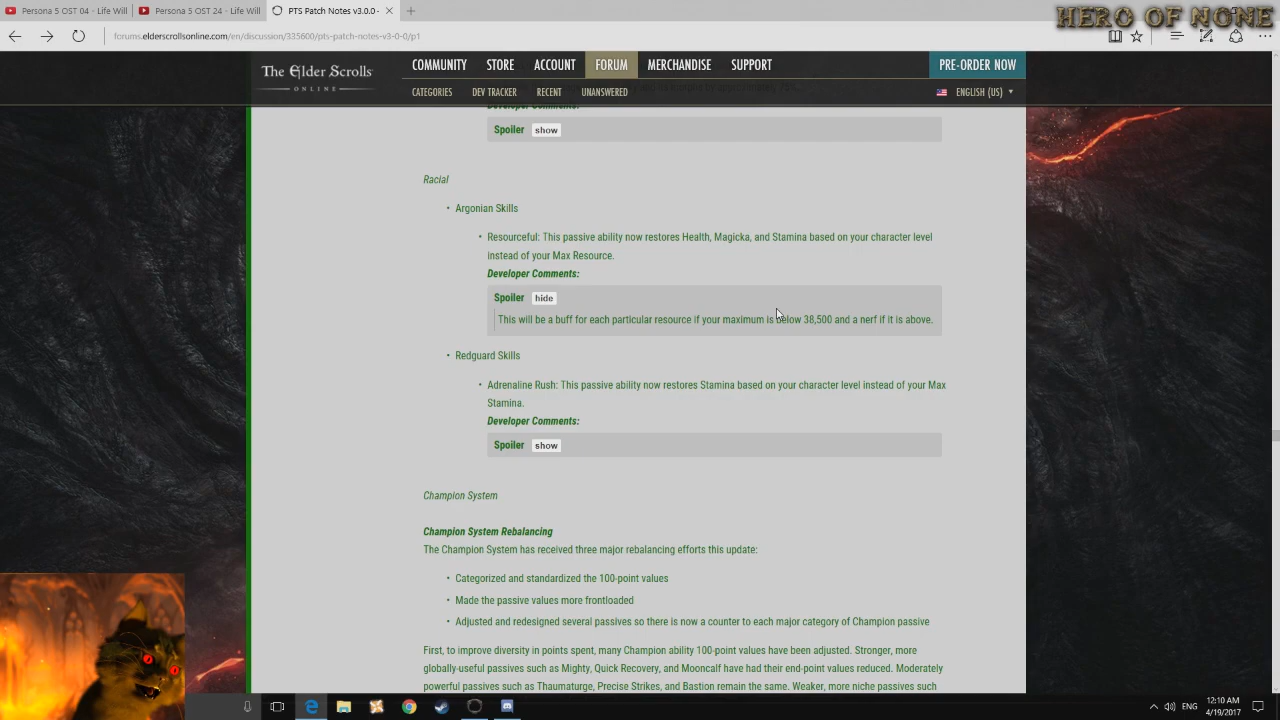 Persona 5 OST 04 - Life Will
Persona 5 OST 24 - Life Will
PTS Patch Notes v3.0.0 -
HERO OF NONE
forums.elderscrollsonline.com/en/discussion/335600/pts-patch-notes-v3-0-0/p1
The Elder Scrolls
ONLINE
COMMUNITY STORE ACCOUNT FORUM MERCHANDISE SUPPORT PRE-ORDER NOW
CATEGORIES DEV TRACKER RECENT UNANSWERED ENGLISH (US)
Developer Comments:
Spoiler show
Racial
• Argonian Skills
• Resourceful: This passive ability now restores Health, Magicka, and Stamina based on your character level
instead of your Max Resource.
Developer Comments:
Spoiler hide
This will be a buff for each particular resource if your maximum is below 38,500 and a nerf if it is above.
• Redguard Skills
• Adrenaline Rush: This passive ability now restores Stamina based on your character level instead of your Max
Stamina.
Developer Comments:
Spoiler show
Champion System
Champion System Rebalancing
The Champion System has received three major rebalancing efforts this update:
• Categorized and standardized the 100-point values
• Made the passive values more frontloaded
• Adjusted and redesigned several passives so there is now a counter to each major category of Champion passive
First, to improve diversity in points spent, many Champion ability 100-point values have been adjusted. Stronger, more
globally-useful passives such as Mighty, Quick Recovery, and Mooncalf have had their end-point values reduced. Moderately
powerful passives such as Thaumaturge, Precise Strikes, and Bastion remain the same. Weaker, more niche passives such
ENG
12:10 AM
4/19/2017